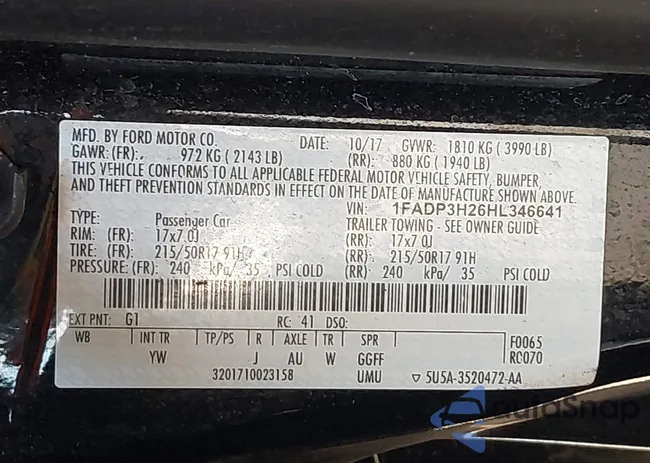 MFD. BY FORD MOTOR CO. DATE: 10/17 GVWR: 1810 KG ( 3990 LB)
GAWR: (FR): 972 KG ( 2143 LB) (RR): 880 KG ( 1940 LB)
THIS VEHICLE CONFORMS TO ALL APPLICABLE FEDERAL MOTOR VEHICLE SAFETY, BUMPER,
AND THEFT PREVENTION STANDARDS IN EFFECT ON THE DATE OF MANUFACTURE SHOWN ABOVE.
VIN: 1FADP3H26HL346641
TYPE: Passenger Car TRAILER TOWING - SEE OWNER GUIDE
RIM: (FR): 17x7.0J (RR): 17x7.0J
TIRE: (FR): 215/50R17 91H (RR): 215/50R17 91H
PRESSURE: (FR): 240 kPa/ 35 PSI COLD (RR) 240 kPa/ 35 PSI COLD
EXT PNT: G1 RC: 41 DSO:
WB INT TR TP/PS R AXLE TR SPR F0065
YW J AU W GGFF RC070
3201710023158 UMU ▽ 5U5A-3520472-AA
AutoSnap